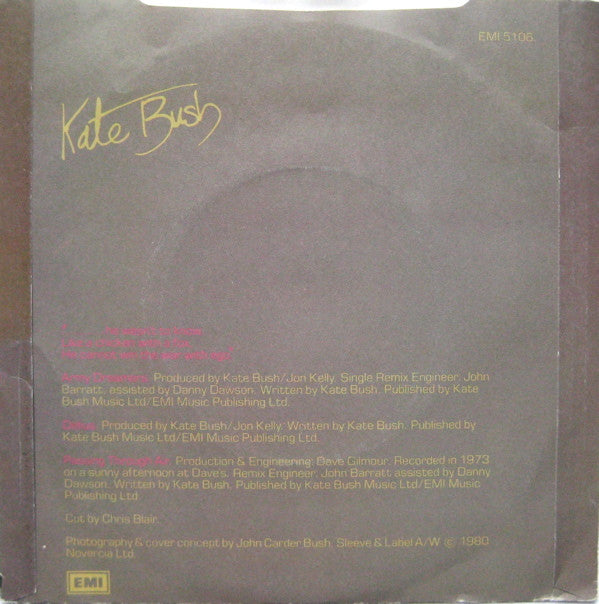 EMI 5106.
Kate Bush
Army Dreamers. Produced by Kate Bush/Jon Kelly. Single Remix Engineer: John
Barratt, assisted by Danny Dawson. Written by Kate Bush. Published by Kate
Bush Music Ltd/EMI Music Publishing Ltd.
Produced by Kate Bush/Jon Kelly. Written by Kate Bush. Published by
Kate Bush Music Ltd/EMI Music Publishing Ltd.
Passing Through Air. Production & Engineering: Dave Gilmour. Recorded in 1973
on a sunny afternoon at Dave's. Remix Engineer: John Barratt assisted by Danny
Dawson. Written by Kate Bush. Published by Kate Bush Music Ltd/EMI Music
Publishing Ltd
Cut by Chris Blair.
Photography & cover concept by John Carder Bush. Sleeve & Label A/W © 1980
Novercia Ltd.
EMI